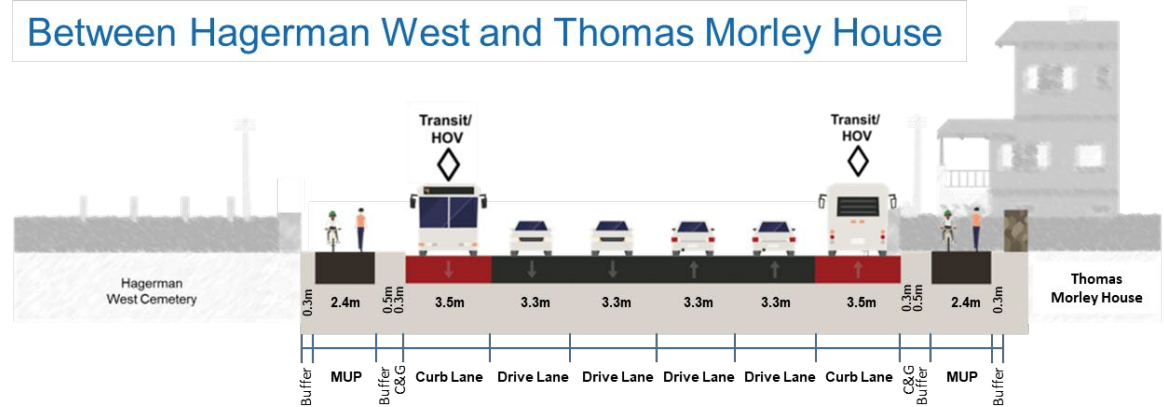 Between Hagerman West and Thomas Morley House
Transit/
HOV
Transit/
HOV
Hagerman
West Cemetery
Thomas
Morley House
0.3m
2.4m
0.5m
0.3m
3.5m
3.3m
3.3m
3.3m
3.3m
3.5m
0.3m
0.5m
2.4m
0.3m
Buffer
MUP
Buffer
C&G
Curb Lane
Drive Lane
Drive Lane
Drive Lane
Drive Lane
Curb Lane
C&G
Buffer
MUP
Buffer